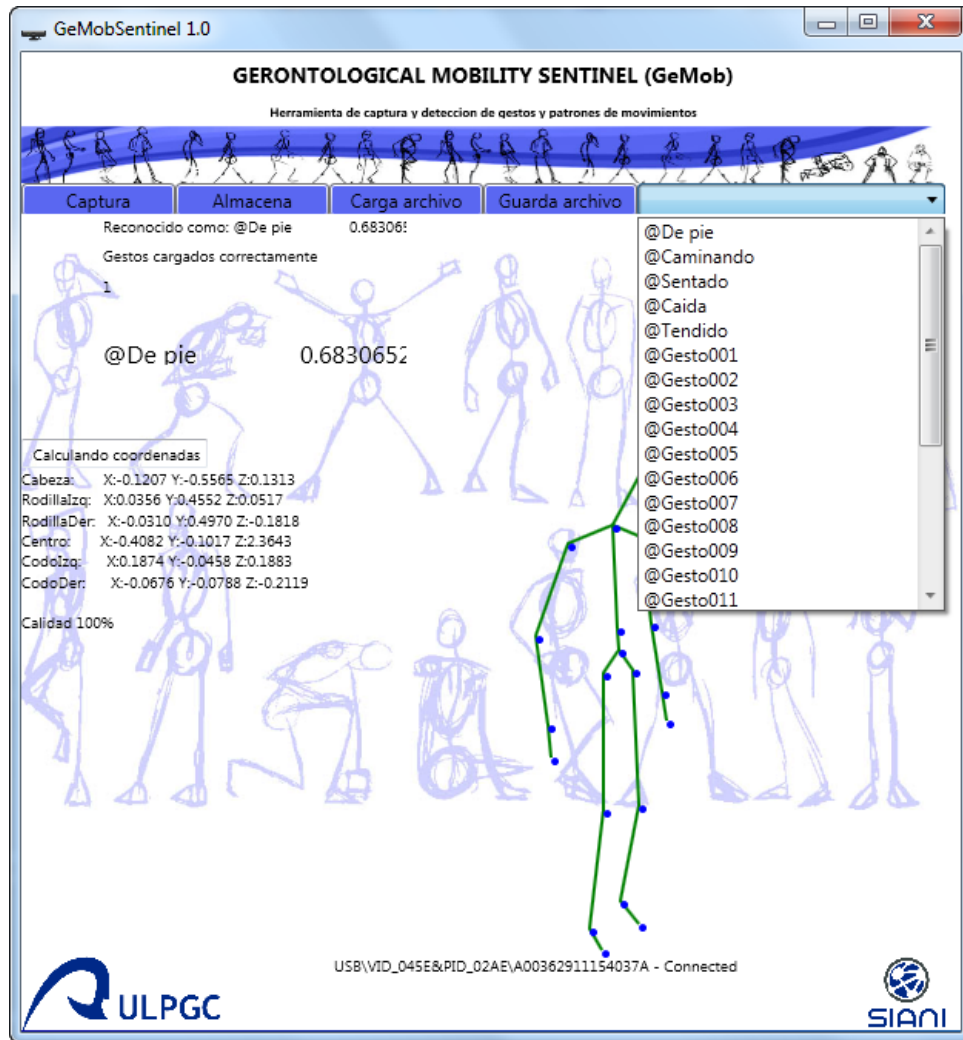 GeMobSentinel 1.0
GERONTOLOGICAL MOBILITY SENTINEL (GeMob)
Herramienta de captura y deteccion de gestos y patrones de movimientos
Captura Almacena Carga archivo Guarda archivo
Reconocido como: @De pie 0.68306
Gestos cargados correctamente
1
@De pie 0.6830652
Calculando coordenadas
Cabeza: X:-0.1207 Y:-0.5565 Z:0.1313
RodillaIzq: X:0.0356 Y:0.4552 Z:0.0517
RodillaDer: X:-0.0310 Y:0.4970 Z:-0.1818
Centro: X:-0.4082 Y:-0.1017 Z:2.3643
CodoIzq: X:0.1874 Y:-0.0458 Z:0.1883
CodoDer: X:-0.0676 Y:-0.0788 Z:-0.2119
Calidad 100%
@De pie
@Caminando
@Sentado
@Caida
@Tendido
@Gesto001
@Gesto002
@Gesto003
@Gesto004
@Gesto005
@Gesto006
@Gesto007
@Gesto008
@Gesto009
@Gesto010
@Gesto011
USB\VID_045E&PID_02AE\A00362911154037A - Connected
ULPGC
SIANI